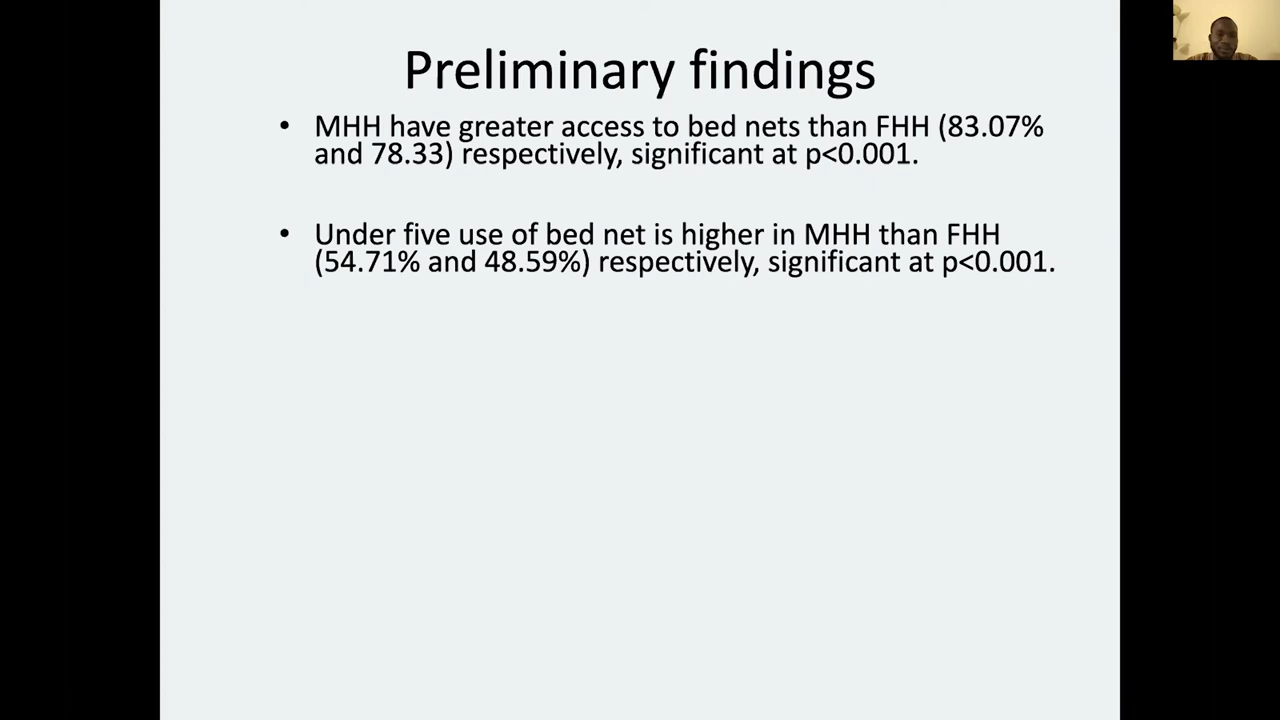 Preliminary findings
• MHH have greater access to bed nets than FHH (83.07%
and 78.33) respectively, significant at p<0.001.
• Under five use of bed net is higher in MHH than FHH
(54.71% and 48.59%) respectively, significant at p<0.001.